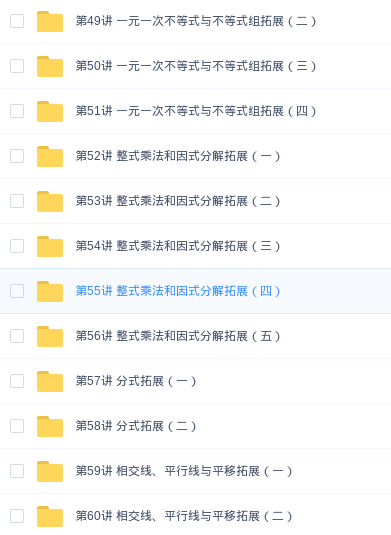 第49讲 一元一次不等式与不等式组拓展（二）
第50讲 一元一次不等式与不等式组拓展（三）
第51讲 一元一次不等式与不等式组拓展（四）
第52讲 整式乘法和因式分解拓展（一）
第53讲 整式乘法和因式分解拓展（二）
第54讲 整式乘法和因式分解拓展（三）
第55讲 整式乘法和因式分解拓展（四）
第56讲 整式乘法和因式分解拓展（五）
第57讲 分式拓展（一）
第58讲 分式拓展（二）
第59讲 相交线、平行线与平移拓展（一）
第60讲 相交线、平行线与平移拓展（二）